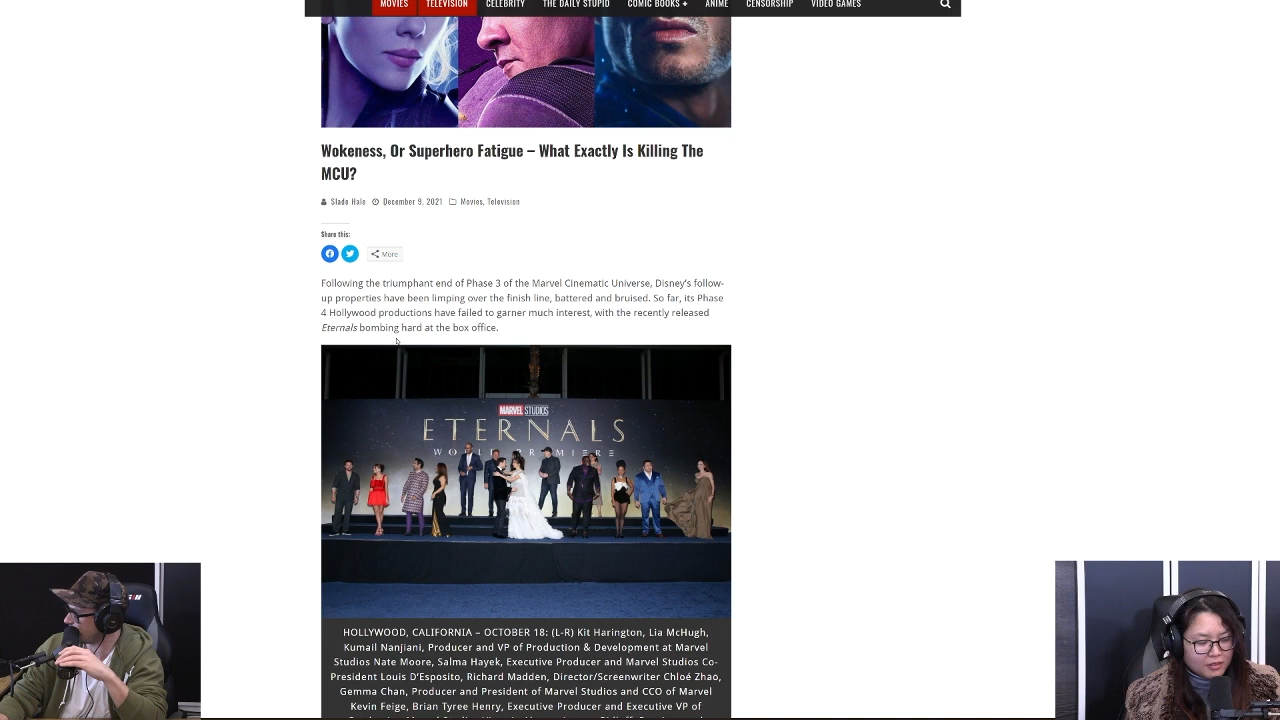 MOVIES TELEVISION CELEBRITY THE DAILY STUPID COMIC BOOKS + ANIME CENSORSHIP VIDEO GAMES
Wokeness, Or Superhero Fatigue – What Exactly Is Killing The
MCU?
Slade Hale December 9, 2021 Movies, Television
Share this:
More
Following the triumphant end of Phase 3 of the Marvel Cinematic Universe, Disney's follow-
up properties have been limping over the finish line, battered and bruised. So far, its Phase
4 Hollywood productions have failed to garner much interest, with the recently released
Eternals bombing hard at the box office.
MARVEL STUDIOS
ETERNALS
WORLD PREMIERE
HOLLYWOOD, CALIFORNIA – OCTOBER 18: (L-R) Kit Harington, Lia McHugh,
Kumail Nanjiani, Producer and VP of Production & Development at Marvel
Studios Nate Moore, Salma Hayek, Executive Producer and Marvel Studios Co-
President Louis D'Esposito, Richard Madden, Director/Screenwriter Chloé Zhao,
Gemma Chan, Producer and President of Marvel Studios and CCO of Marvel
Kevin Feige, Brian Tyree Henry, Executive Producer and Executive VP of